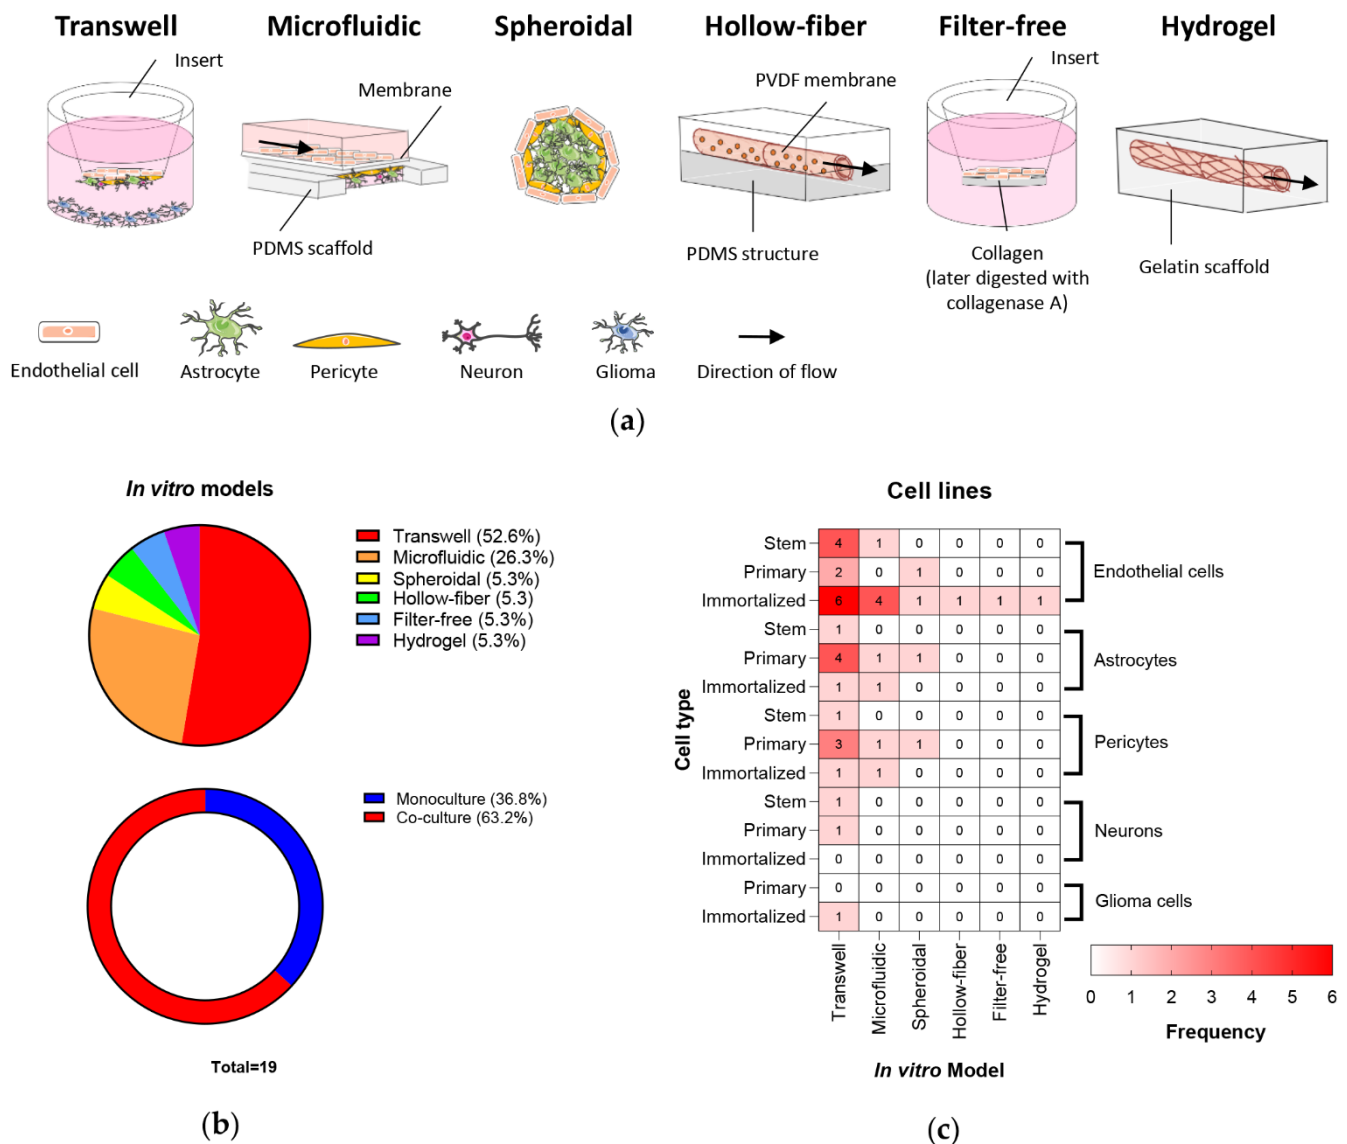 Transwell Microfluidic Spheroidal Hollow-fiber Filter-free Hydrogel
Insert
Membrane
PVDF membrane
Insert
PDMS scaffold
PDMS structure
Collagen
(later digested with
collagenase A)
Gelatin scaffold
Endothelial cell Astrocyte Pericyte Neuron Glioma Direction of flow
(a)
In vitro models
Transwell (52.6%)
Microfluidic (26.3%)
Spheroidal (5.3%)
Hollow-fiber (5.3)
Filter-free (5.3%)
Hydrogel (5.3%)
Monoculture (36.8%)
Co-culture (63.2%)
Total=19
(b)
Cell lines
Cell type
Stem 4 1 0 0 0 0
Primary 2 0 1 0 0 0
Immortalized 6 4 1 1 1 1
Endothelial cells
Stem 1 0 0 0 0 0
Primary 4 1 1 0 0 0
Immortalized 1 1 0 0 0 0
Astrocytes
Stem 1 0 0 0 0 0
Primary 3 1 1 0 0 0
Immortalized 1 1 0 0 0 0
Pericytes
Stem 1 0 0 0 0 0
Primary 1 0 0 0 0 0
Immortalized 0 0 0 0 0 0
Neurons
Primary 0 0 0 0 0 0
Immortalized 1 0 0 0 0 0
Glioma cells
Transwell
Microfluidic
Spheroidal
Hollow-fiber
Filter-free
Hydrogel
In vitro Model
0 1 2 3 4 5 6
Frequency
(c)